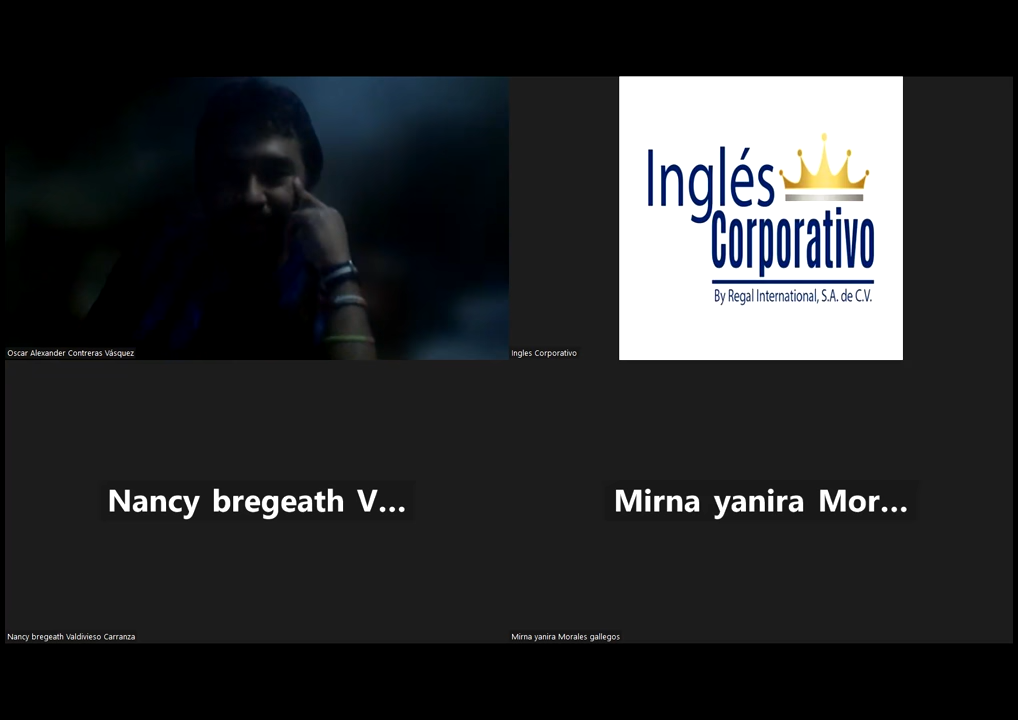 Inglés
Corporativo
By Regal International, S.A. de C.V.
Oscar Alexander Contreras Vásquez
Ingles Corporativo
Nancy bregeath V...
Mirna yanira Mor...
Nancy bregeath Valdivieso Carranza
Mirna yanira Morales gallegos